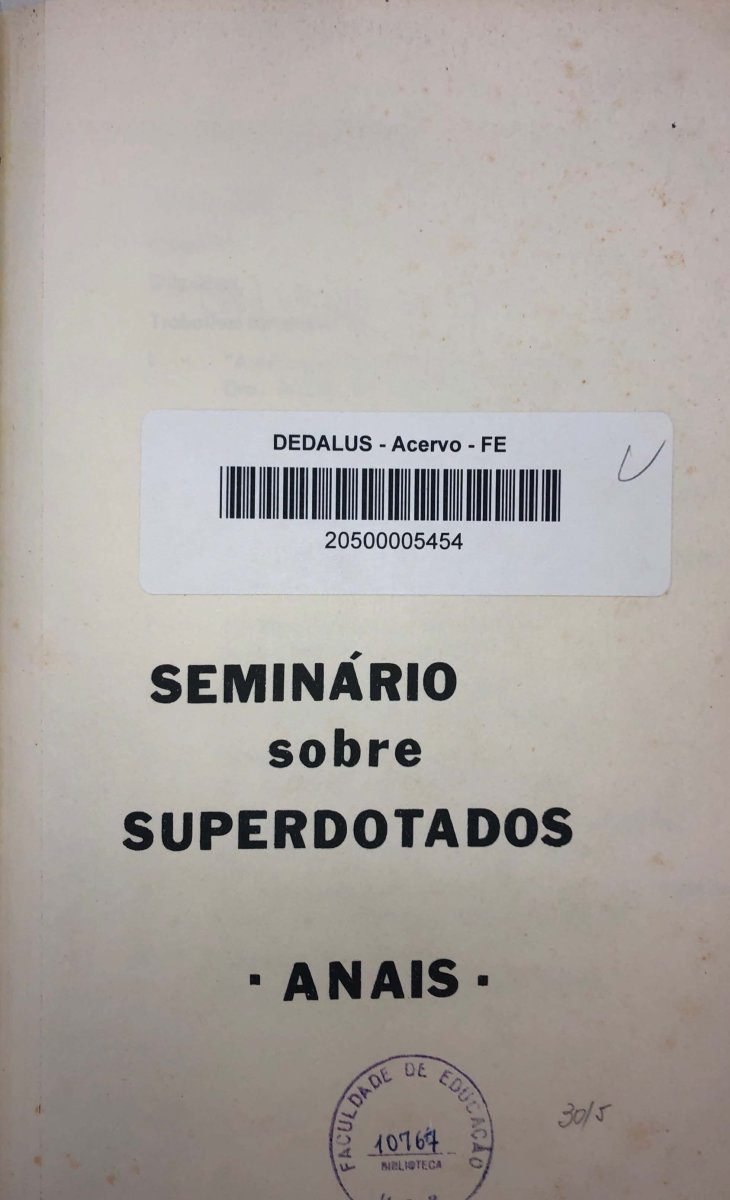 DEDALUS - Acervo - FE
20500005454
SEMINÁRIO
sobre
SUPERDOTADOS
· ANAIS ·
FACULDADE DE EDUCAÇÃO
10767
BIBLIOTECA
30/5